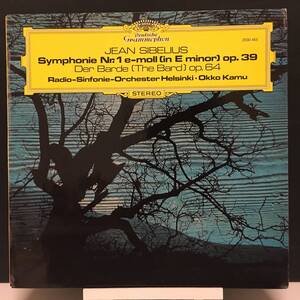 Deutsche
Grammophon
JEAN SIBELIUS
Symphonie Nr.1 e-moll (in E minor) op. 39
Der Barde (The Bard) op. 64
Radio-Sinfonie-Orchester Helsinki · Okko Kamu
STEREO